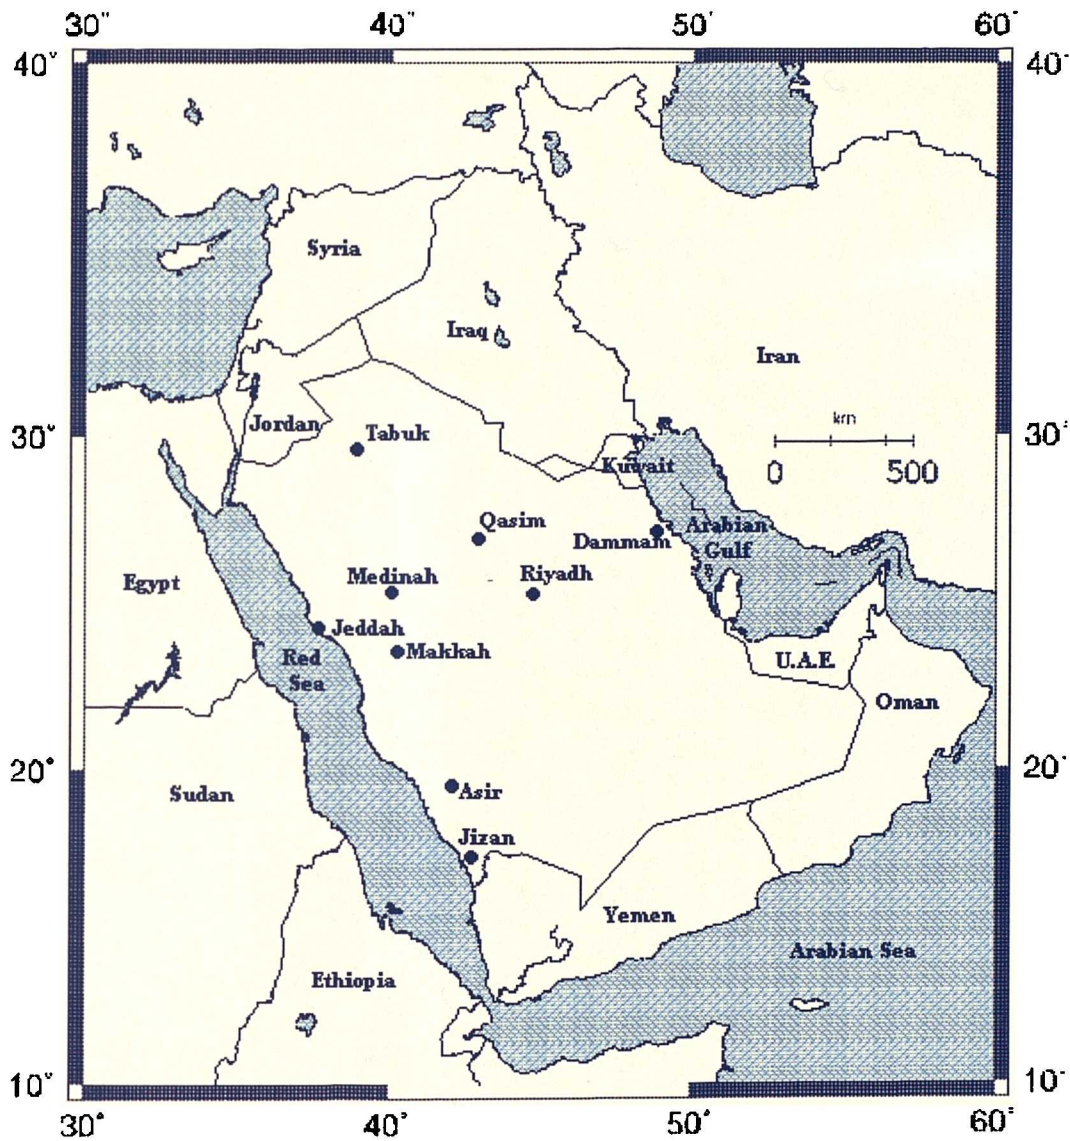 30" 40° 50' 60'
40° 40°
Syria
Iraq
Iran
Jordan
Tabuk
km
30° 30°
Kuwait
0 500
Qasim
Arabian
Dammam
Gulf
Medinah
Riyadh
Egypt
Jeddah
Makkah
Red
Sea
U.A.E.
Oman
20° 20°
Sudan
Asir
Jizan
Yemen
Arabian Sea
Ethiopia
10° 10°
30° 40° 50° 60°